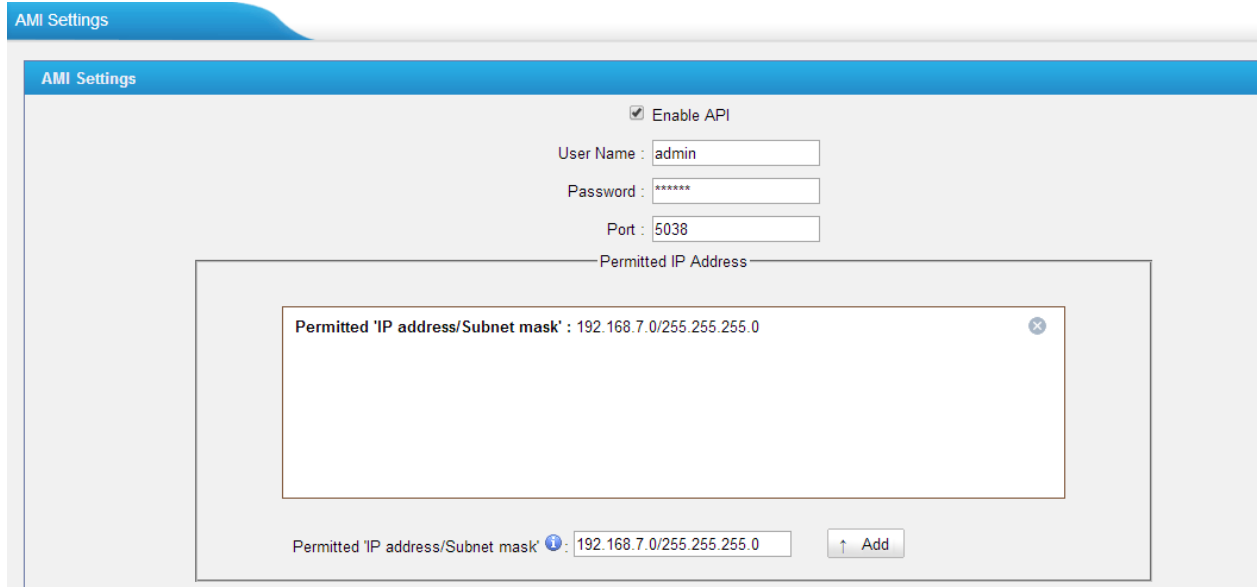 AMI Settings
AMI Settings
Enable API
User Name : admin
Password : ******
Port : 5038
Permitted IP Address
Permitted 'IP address/Subnet mask' : 192.168.7.0/255.255.255.0
Permitted 'IP address/Subnet mask' i : 192.168.7.0/255.255.255.0 ↑ Add